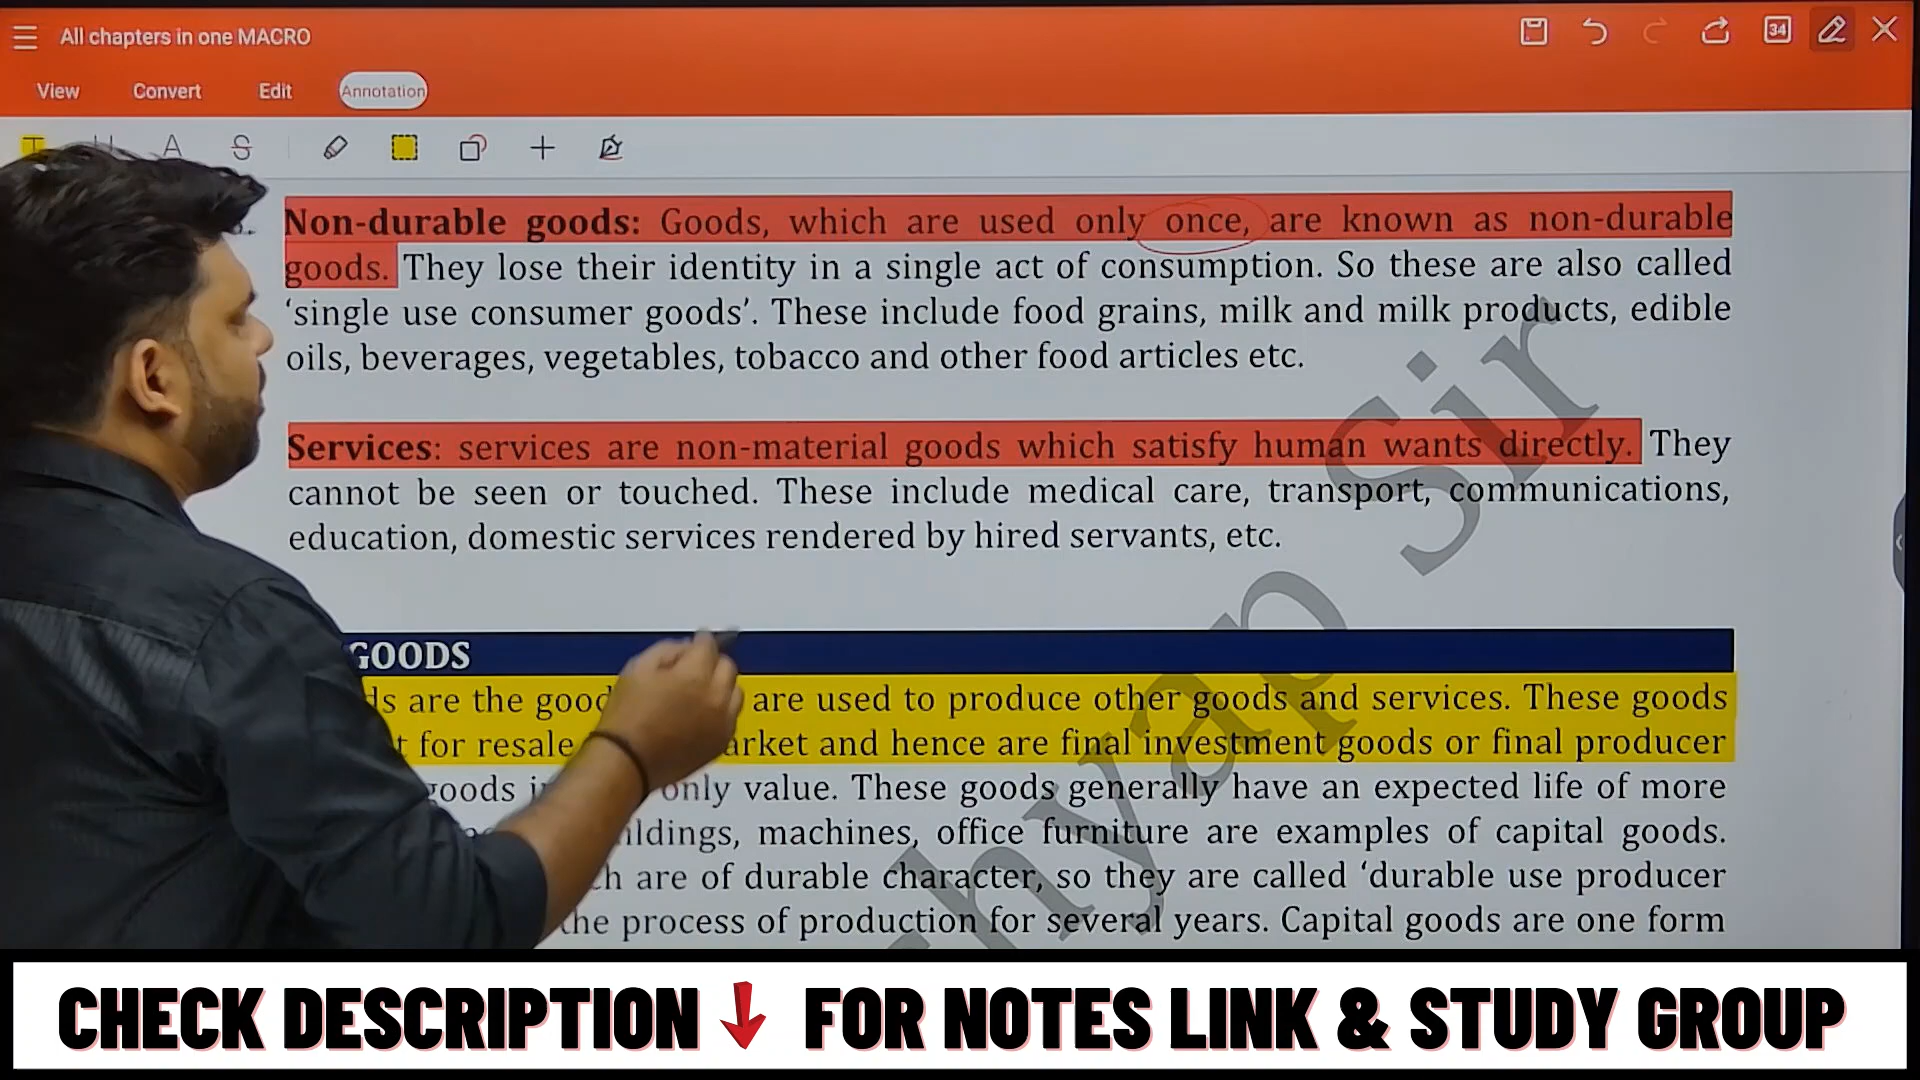 All chapters in one MACRO
34
View Convert Edit Annotation
A S
Non-durable goods: Goods, which are used only once, are known as non-durable
goods. They lose their identity in a single act of consumption. So these are also called
‘single use consumer goods’. These include food grains, milk and milk products, edible
oils, beverages, vegetables, tobacco and other food articles etc.
Services: services are non-material goods which satisfy human wants directly. They
cannot be seen or touched. These include medical care, transport, communications,
education, domestic services rendered by hired servants, etc.
GOODS
are the are used to produce other goods and services. These goods
for resale and hence are final investment goods or final producer
only value. These goods generally have an expected life of more
machines, office furniture are examples of capital goods.
are of durable character, so they are called ‘durable use producer
the process of production for several years. Capital goods are one form
Sir
CHECK DESCRIPTION FOR NOTES LINK & STUDY GROUP